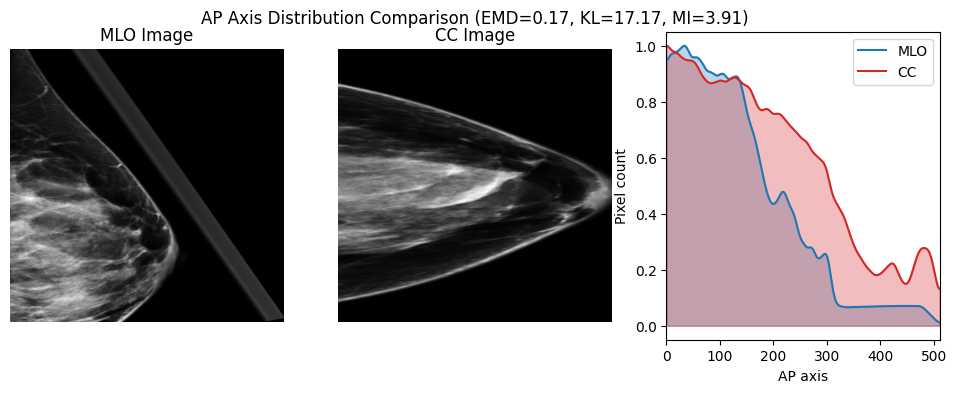 AP Axis Distribution Comparison (EMD=0.17, KL=17.17, MI=3.91)
MLO Image
CC Image
MLO
CC
Pixel count
1.0
0.8
0.6
0.4
0.2
0.0
0 100 200 300 400 500
AP axis